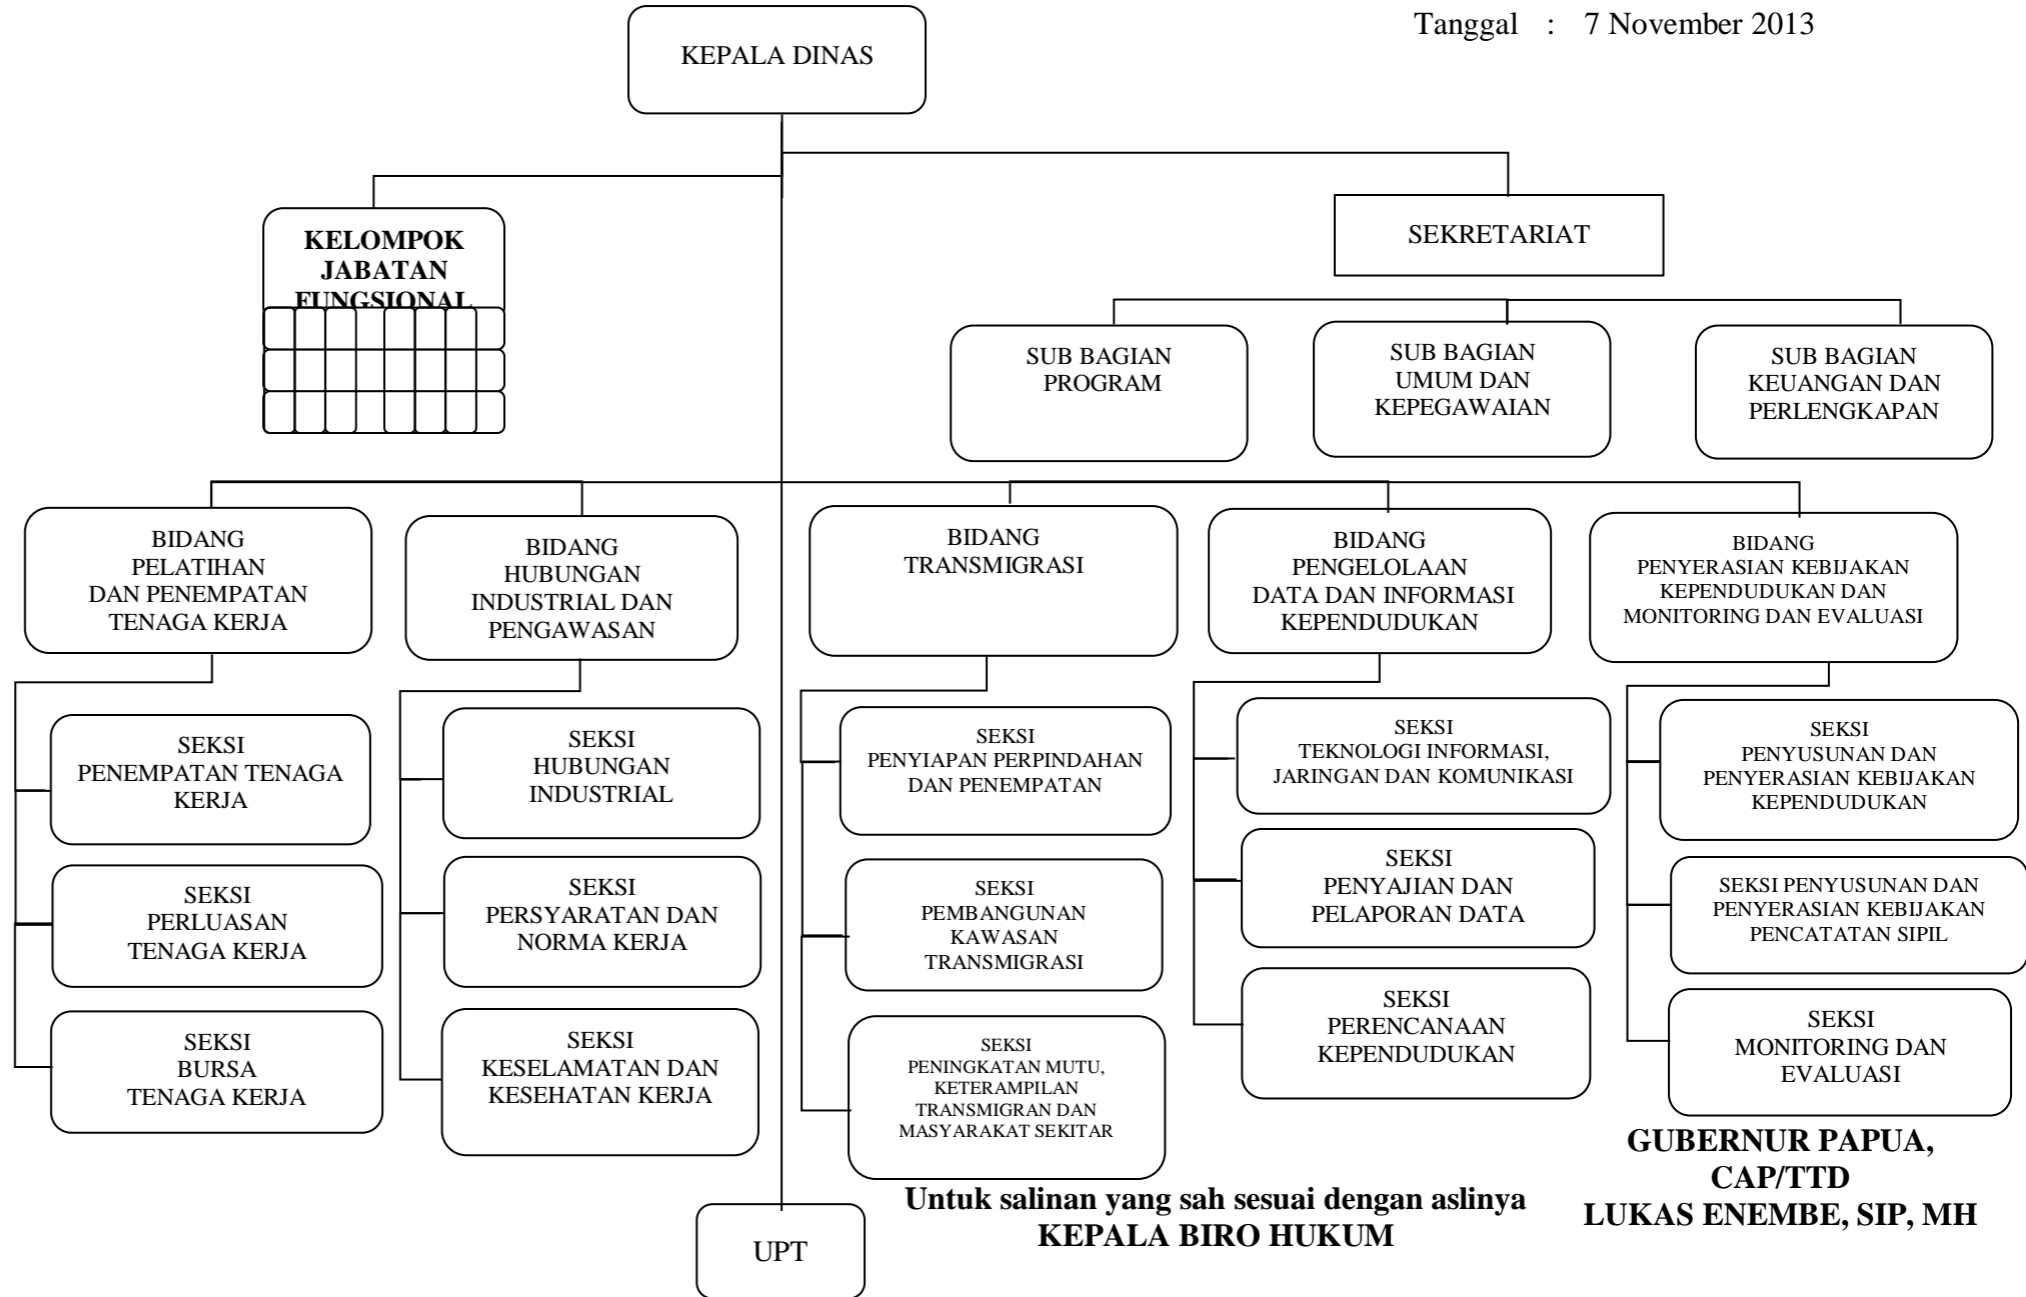 Tanggal : 7 November 2013
KEPALA DINAS
KELOMPOK
JABATAN
FUNGSIONAL
SEKRETARIAT
SUB BAGIAN
PROGRAM
SUB BAGIAN
UMUM DAN
KEPEGAWAIAN
SUB BAGIAN
KEUANGAN DAN
PERLENGKAPAN
BIDANG
PELATIHAN
DAN PENEMPATAN
TENAGA KERJA
BIDANG
HUBUNGAN
INDUSTRIAL DAN
PENGAWASAN
BIDANG
TRANSMIGRASI
BIDANG
PENGELOLAAN
DATA DAN INFORMASI
KEPENDUDUKAN
BIDANG
PENYERASIAN KEBIJAKAN
KEPENDUDUKAN DAN
MONITORING DAN EVALUASI
SEKSI
PENEMPATAN TENAGA
KERJA
SEKSI
HUBUNGAN
INDUSTRIAL
SEKSI
PENYIAPAN PERPINDAHAN
DAN PENEMPATAN
SEKSI
TEKNOLOGI INFORMASI,
JARINGAN DAN KOMUNIKASI
SEKSI
PENYUSUNAN DAN
PENYERASIAN KEBIJAKAN
KEPENDUDUKAN
SEKSI
PERLUASAN
TENAGA KERJA
SEKSI
PERSYARATAN DAN
NORMA KERJA
SEKSI
PEMBANGUNAN
KAWASAN
TRANSMIGRASI
SEKSI
PENYAJIAN DAN
PELAPORAN DATA
SEKSI PENYUSUNAN DAN
PENYERASIAN KEBIJAKAN
PENCATATAN SIPIL
SEKSI
BURSA
TENAGA KERJA
SEKSI
KESELAMATAN DAN
KESEHATAN KERJA
SEKSI
PENINGKATAN MUTU,
KETERAMPILAN
TRANSMIGRAN DAN
MASYARAKAT SEKITAR
SEKSI
PERENCANAAN
KEPENDUDUKAN
SEKSI
MONITORING DAN
EVALUASI
GUBERNUR PAPUA,
CAP/TTD
LUKAS ENEMBE, SIP, MH
Untuk salinan yang sah sesuai dengan aslinya
KEPALA BIRO HUKUM
UPT